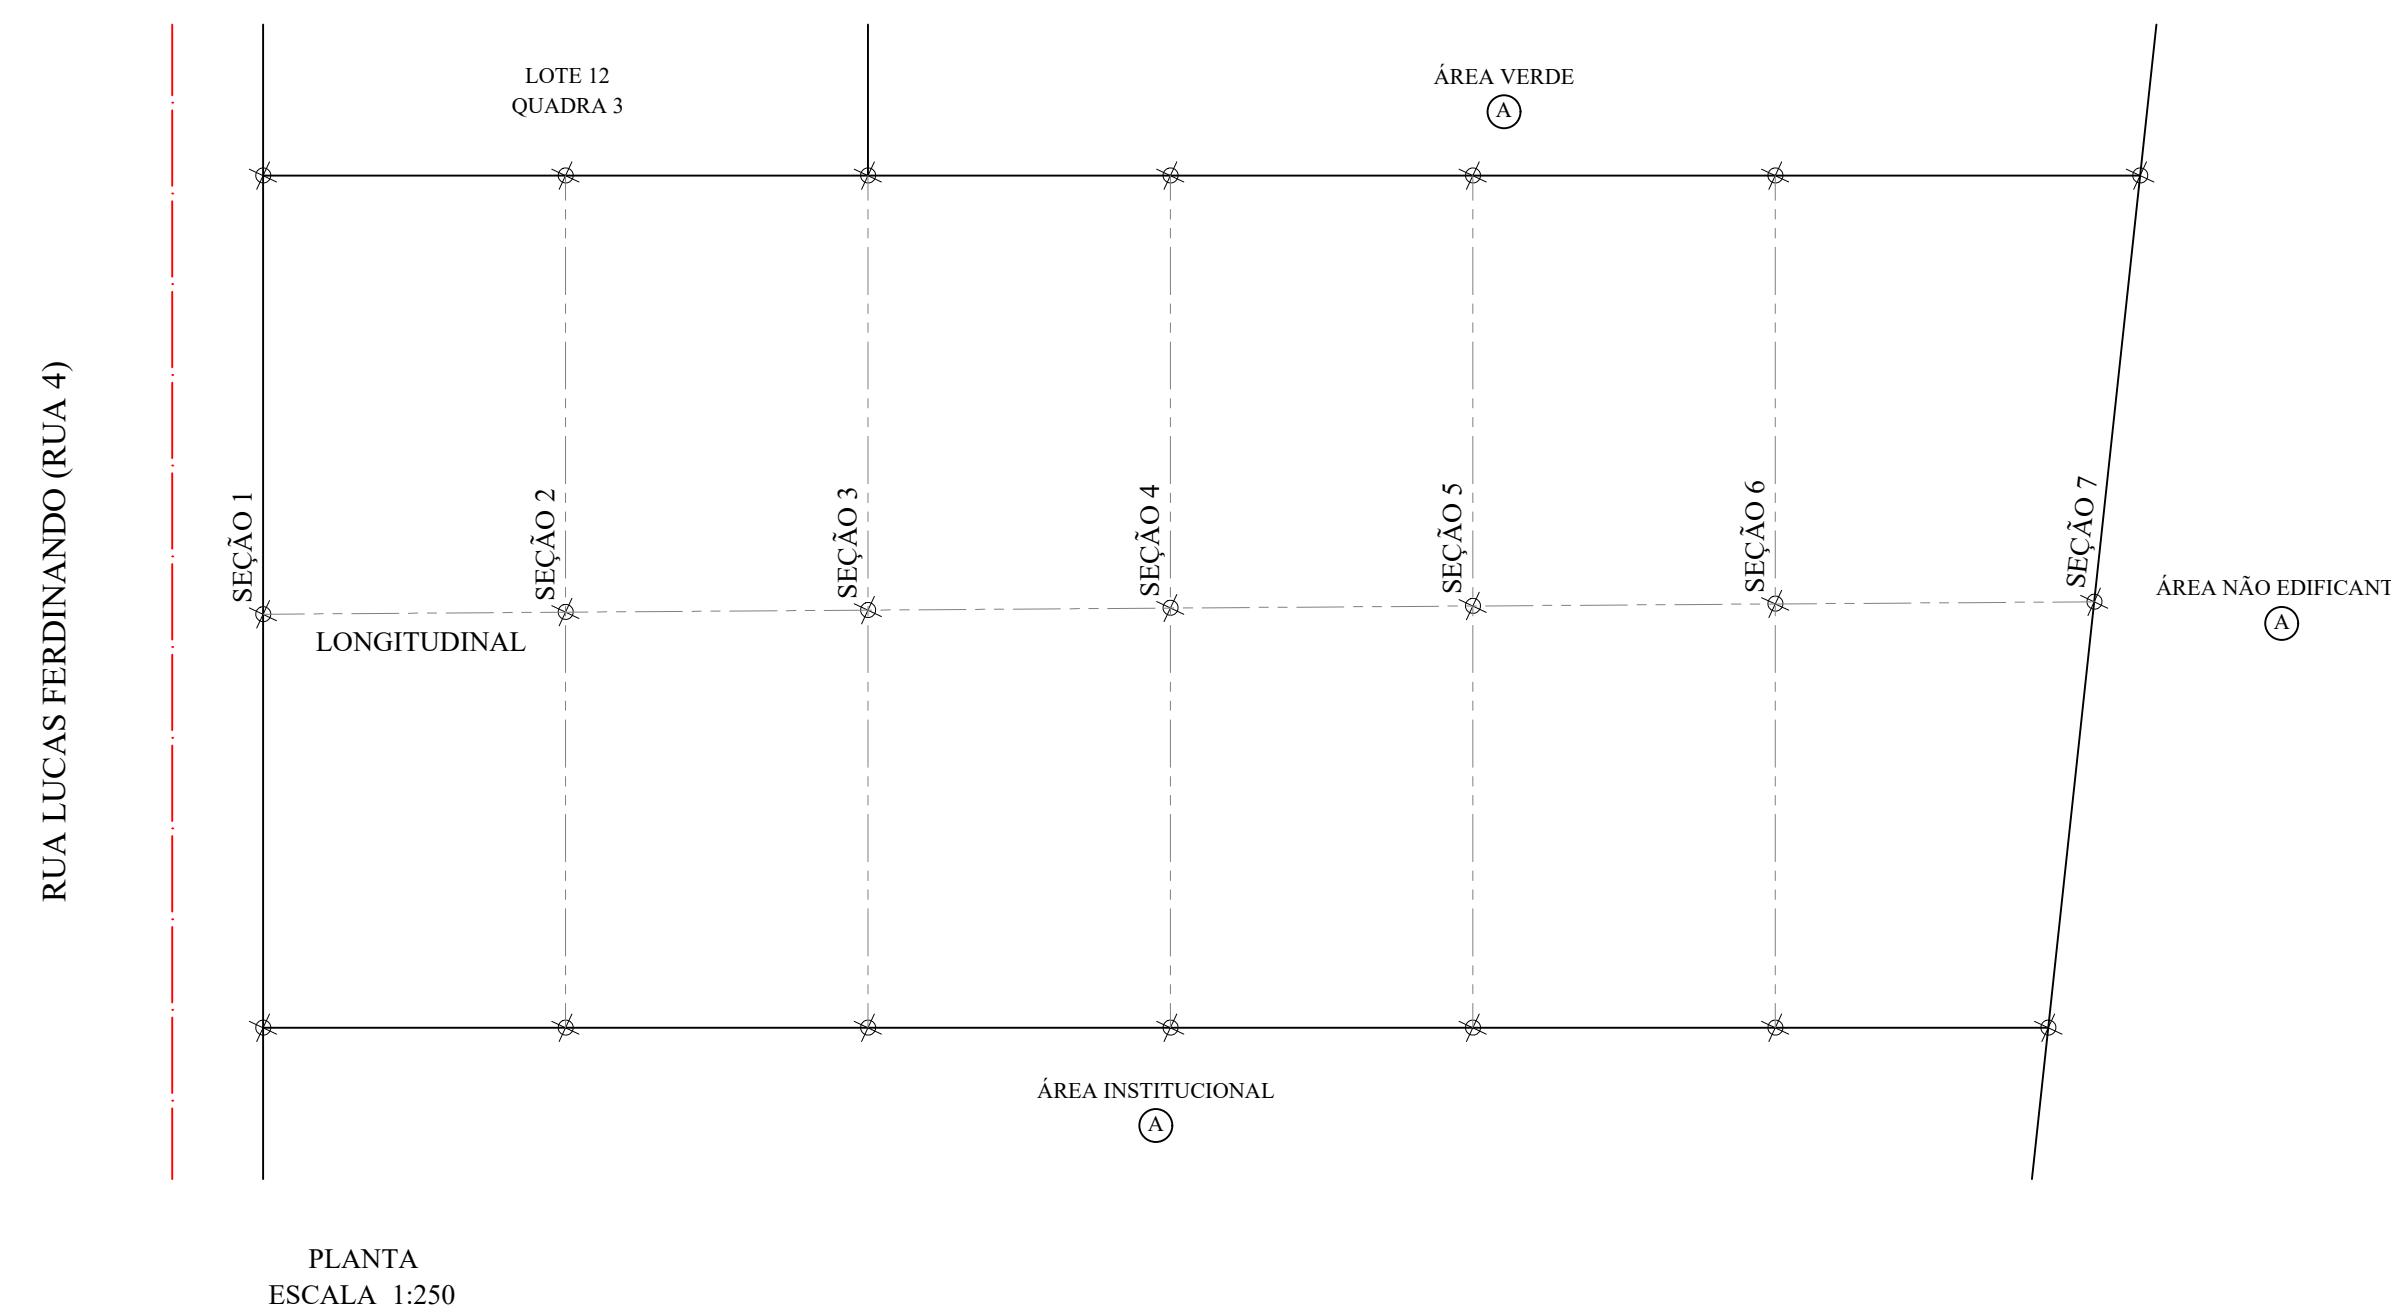 LOTE 12
QUADRA 3
ÁREA VERDE
A
RUA LUCAS FERDINANDO (RUA 4)
SEÇÃO 1
SEÇÃO 2
SEÇÃO 3
SEÇÃO 4
SEÇÃO 5
SEÇÃO 6
SEÇÃO 7
ÁREA NÃO EDIFICANT
A
LONGITUDINAL
ÁREA INSTITUCIONAL
A
PLANTA
ESCALA 1:250